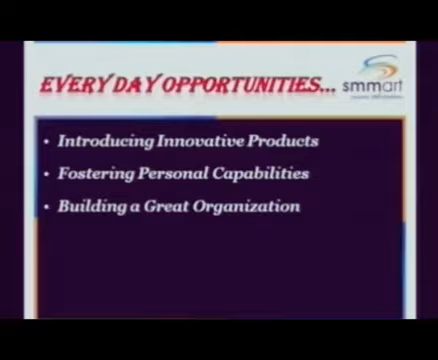 EVERY DAY OPPORTUNITIES...
smmart
• Introducing Innovative Products
• Fostering Personal Capabilities
• Building a Great Organization